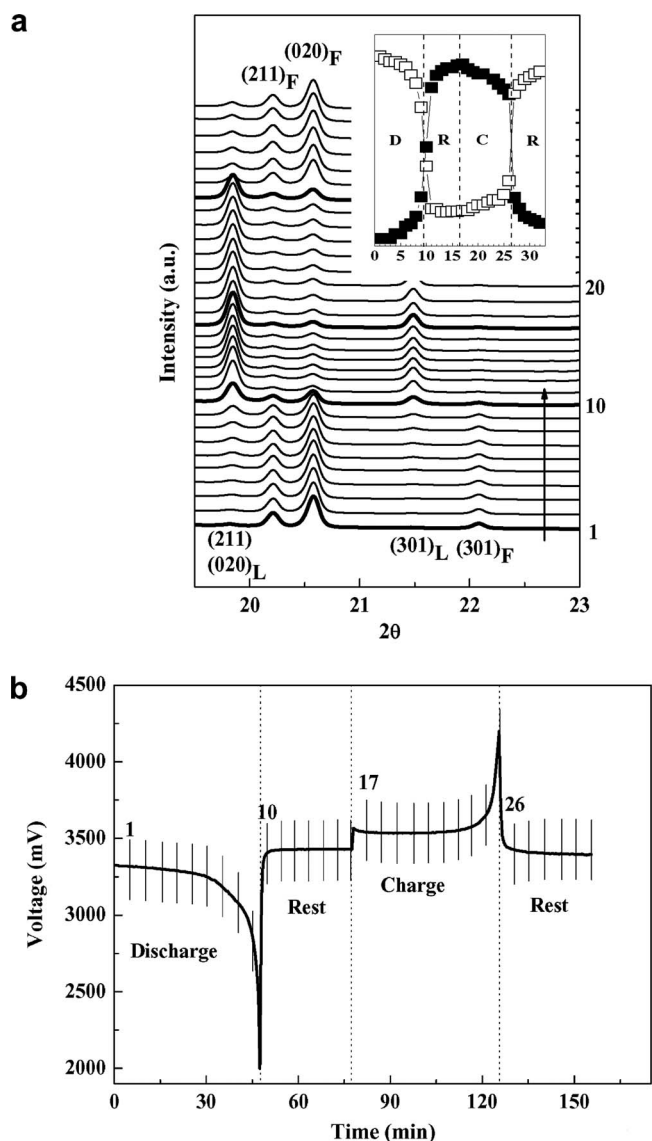 a
(020)F
(211)F
D R C R
0 5 10 15 20 25 30
Intensity (a.u.)
20
10
1
(211)
(020)L
(301)L (301)F
20 21 22 23
2θ
b
4500
4000
3500
3000
2500
2000
Voltage (mV)
1
10
17
26
Discharge
Rest
Charge
Rest
0 30 60 90 120 150
Time (min)